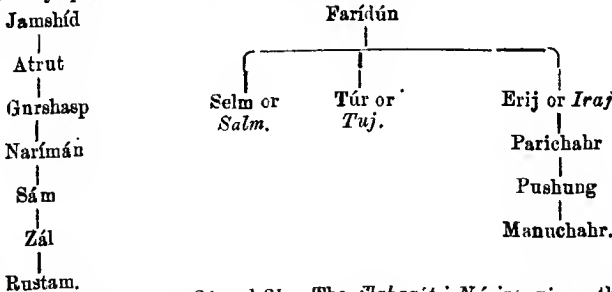 Jamshíd
Atrut
Gnrshasp
Narímán
Sám
Zál
Rustam.
Farídún
Selm or
Salm.
Túr or
Tuj.
Erij or Iraj
Parichahr
Pushung
Manuchahr.